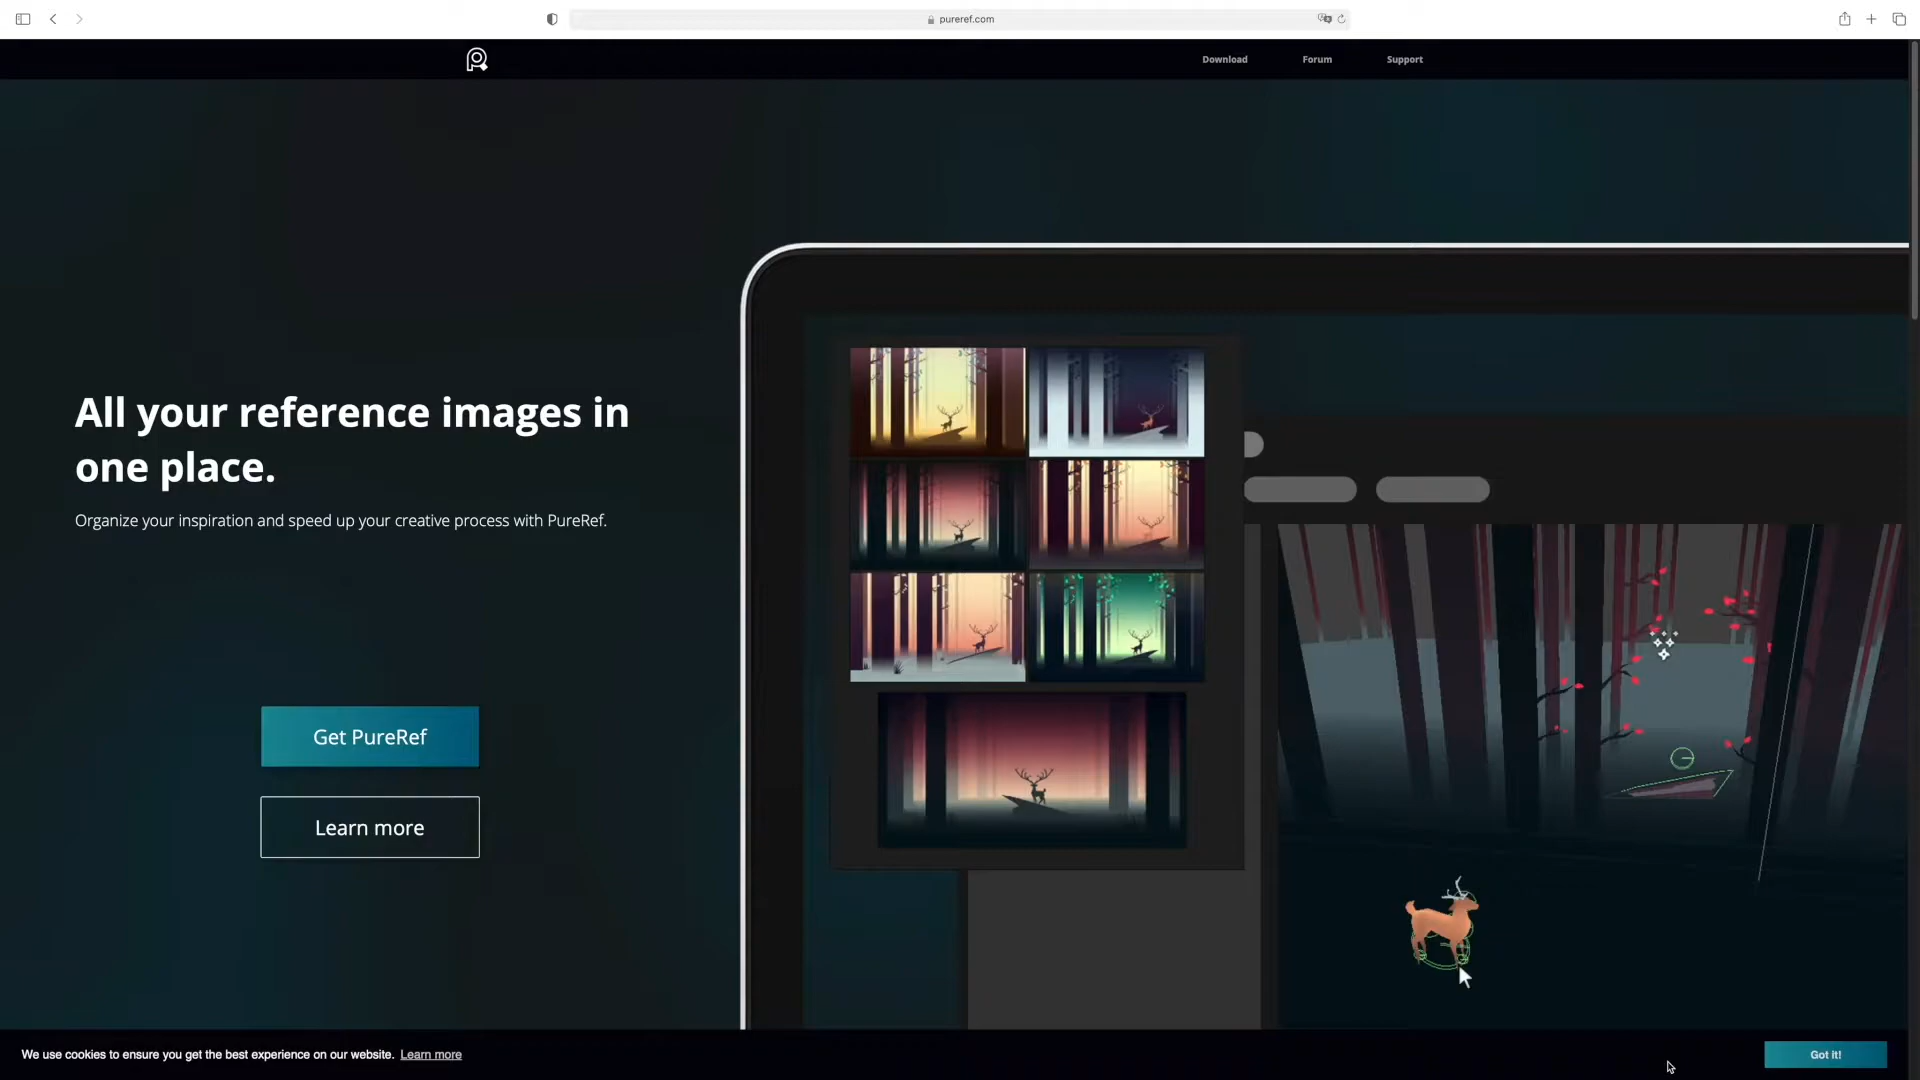 pureref.com
Download Forum Support
All your reference images in
one place.
Organize your inspiration and speed up your creative process with PureRef.
Get PureRef
Learn more
We use cookies to ensure you get the best experience on our website. Learn more
Got it!